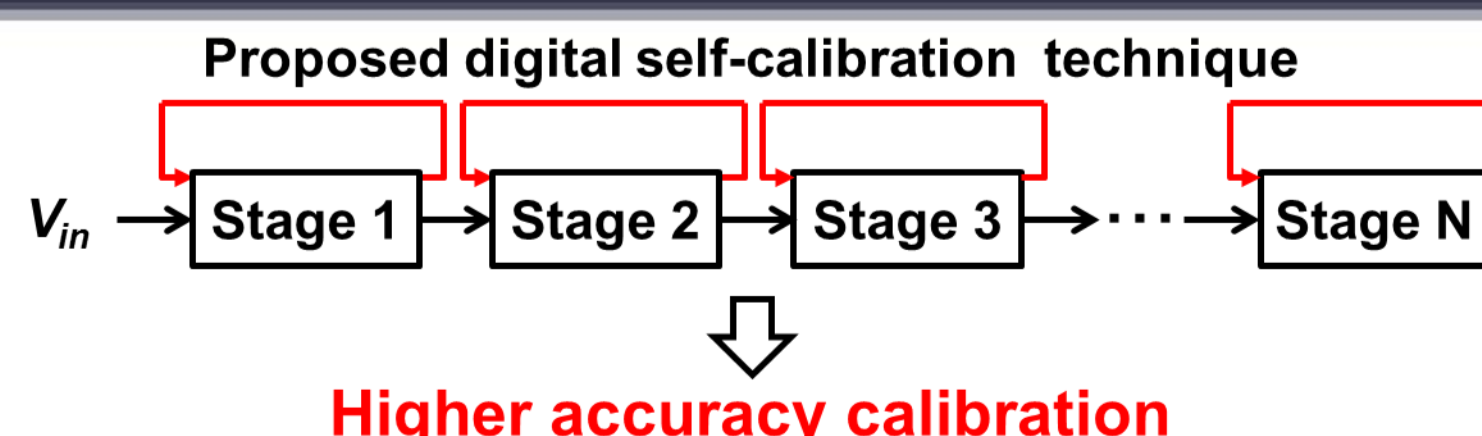 Proposed digital self-calibration technique
Vin Stage 1 Stage 2 Stage 3 ··· Stage N
Higher accuracy calibration